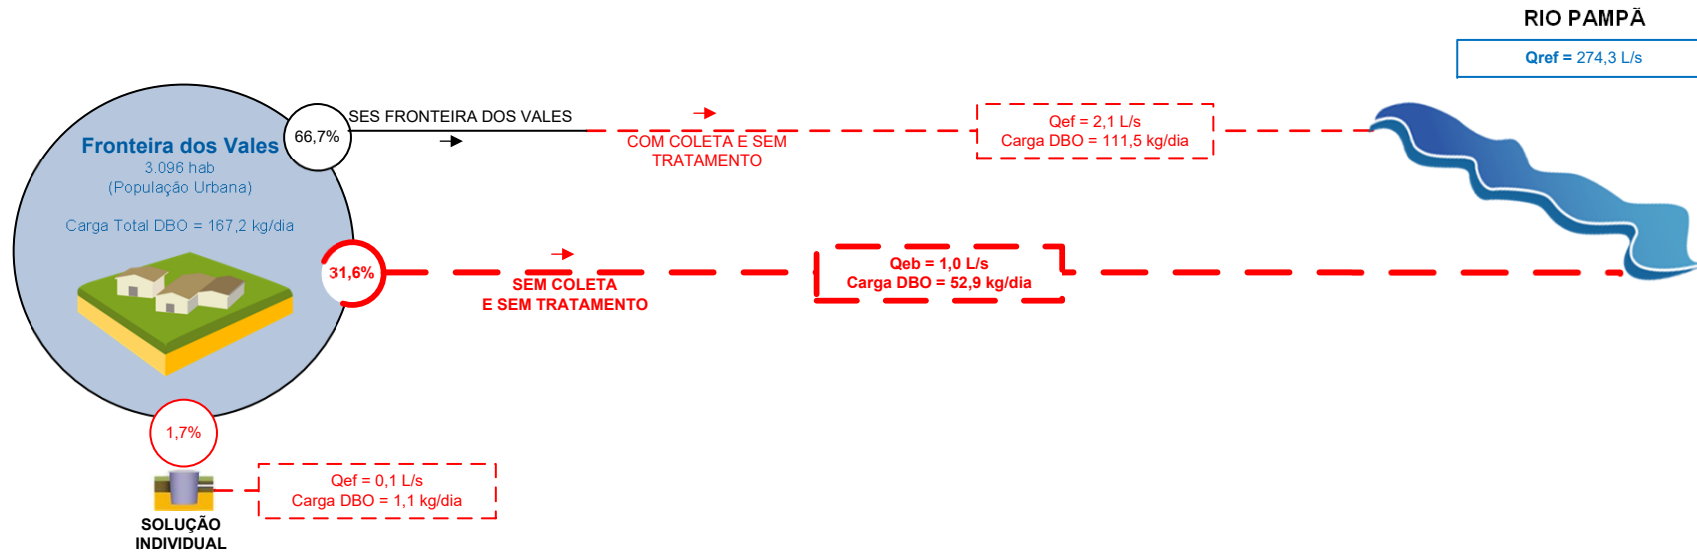 RIO PAMPÃ
Qref = 274,3 L/s
66,7%
SES FRONTEIRA DOS VALES
COM COLETA E SEM
TRATAMENTO
Qef = 2,1 L/s
Carga DBO = 111,5 kg/dia
Fronteira dos Vales
3.096 hab
(População Urbana)
Carga Total DBO = 167,2 kg/dia
31,6%
SEM COLETA
E SEM TRATAMENTO
Qeb = 1,0 L/s
Carga DBO = 52,9 kg/dia
1,7%
Qef = 0,1 L/s
Carga DBO = 1,1 kg/dia
SOLUÇÃO
INDIVIDUAL